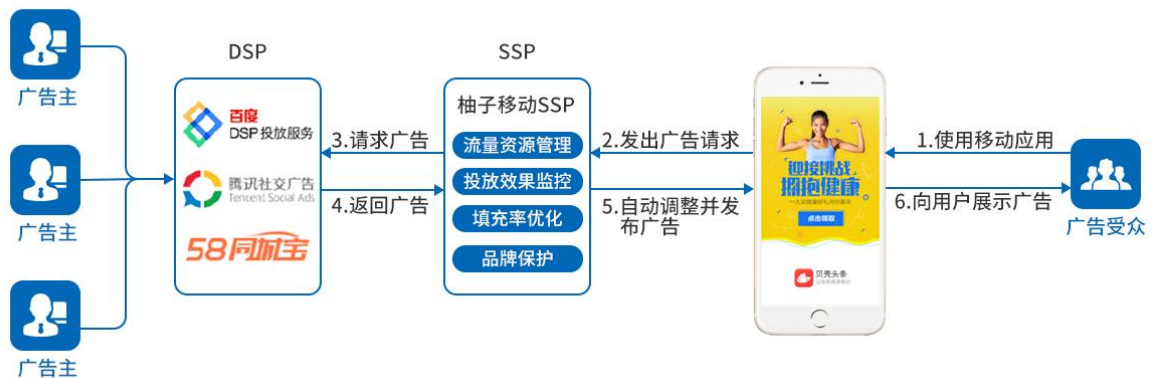 广告主
广告主
广告主
DSP
百度
DSP投放服务
腾讯社交广告
Tencent Social Ads
58同城宝
3.请求广告
4.返回广告
SSP
柚子移动SSP
流量资源管理
投放效果监控
填充率优化
品牌保护
2.发出广告请求
5.自动调整并发
布广告
迎接挑战
拥抱健康
点击领取
贝壳头条
1.使用移动应用
6.向用户展示广告
广告受众